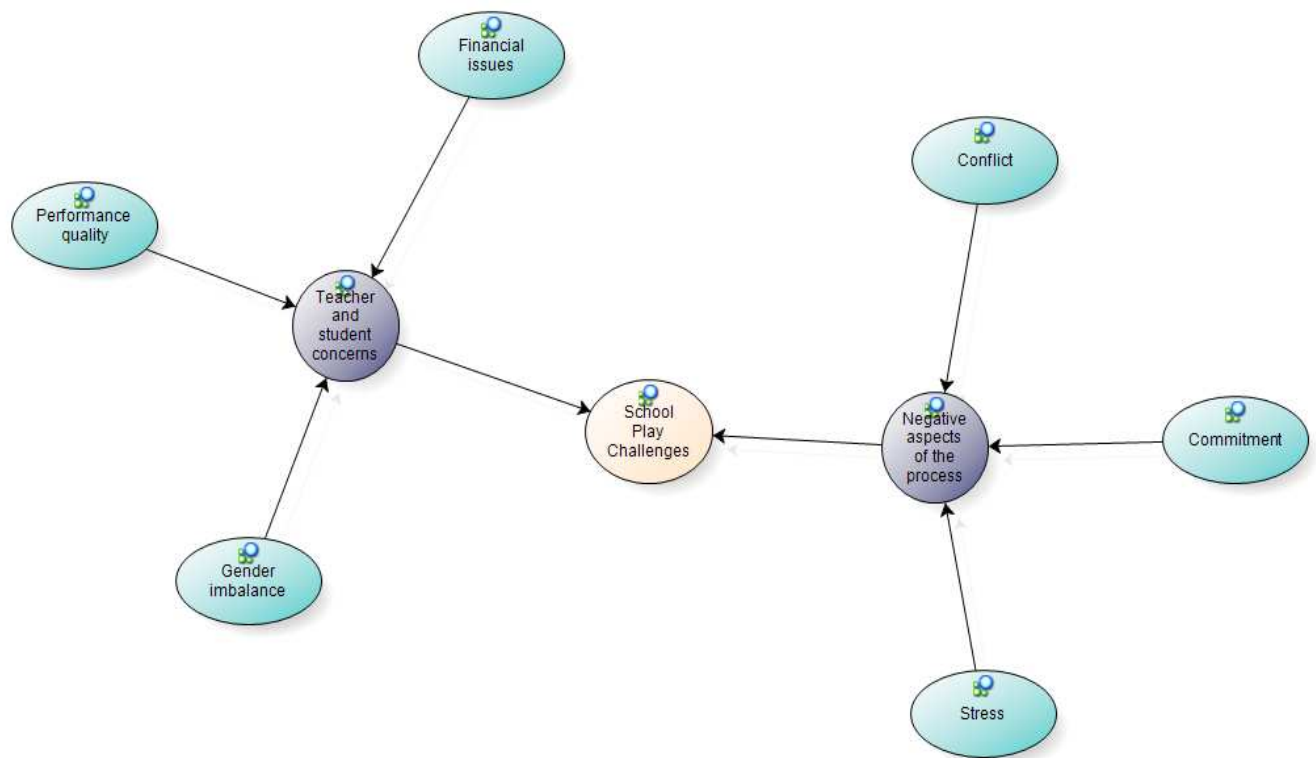 Financial
issues
Conflict
Performance
quality
Teacher
and
student
concerns
School
Play
Challenges
Negative
aspects
of the
process
Commitment
Gender
imbalance
Stress